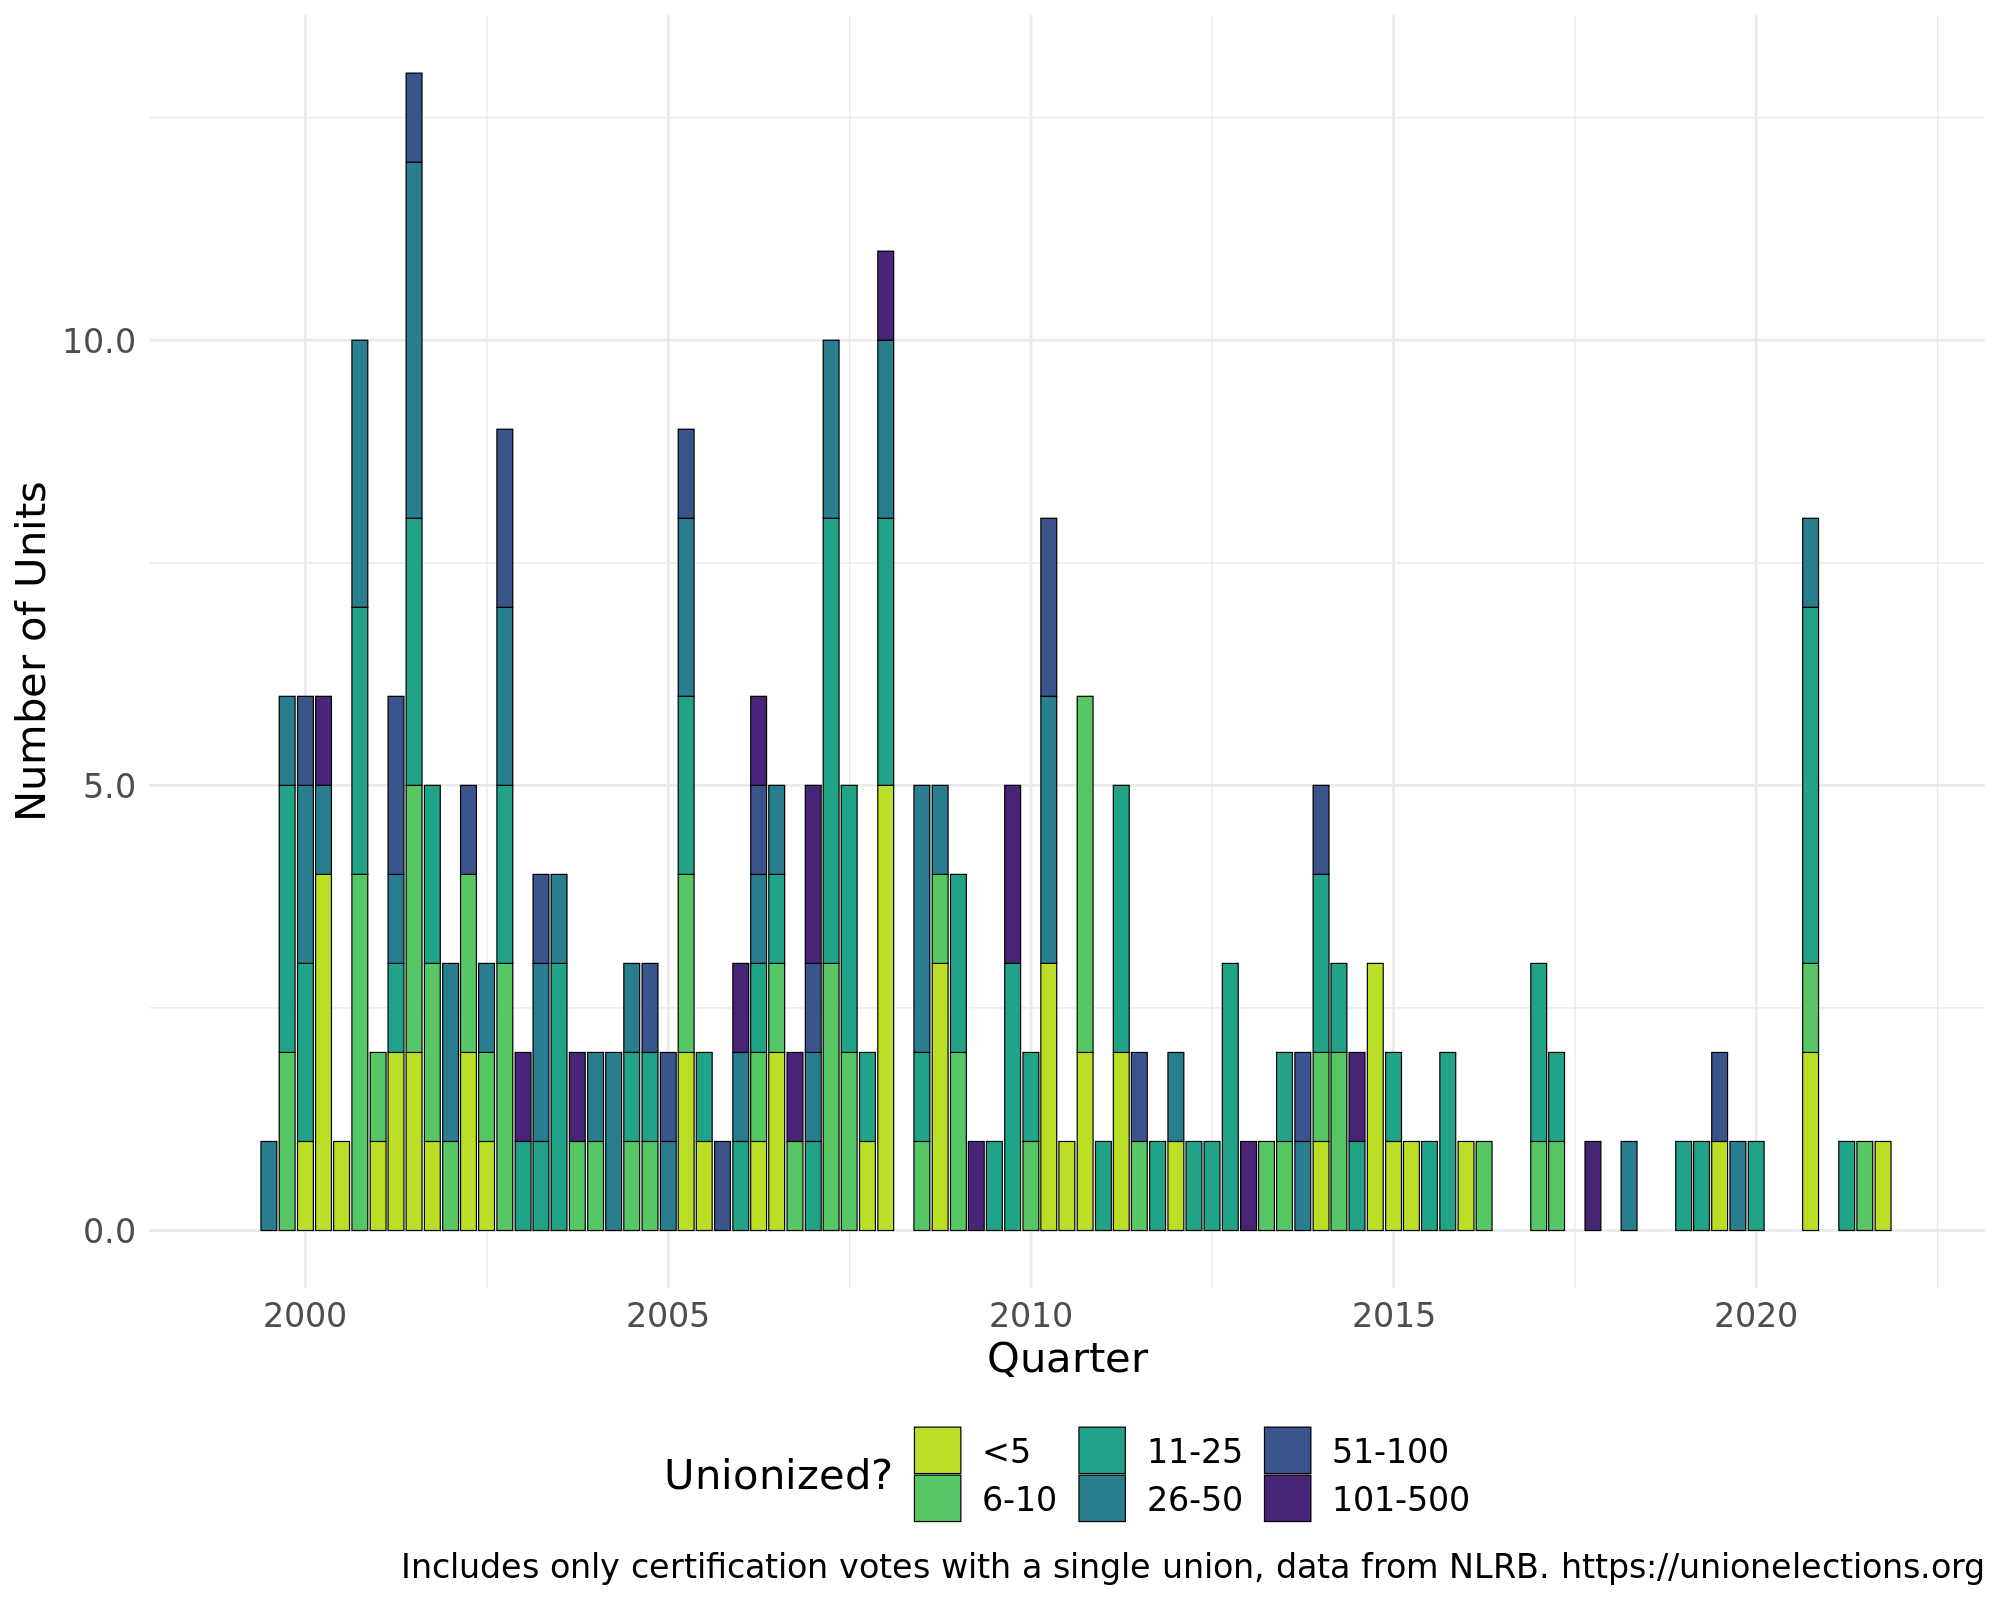 Number of Units
10.0
5.0
0.0
2000 2005 2010 2015 2020
Quarter
Unionized?
<5 11-25 51-100
6-10 26-50 101-500
Includes only certification votes with a single union, data from NLRB. https://unionelections.org